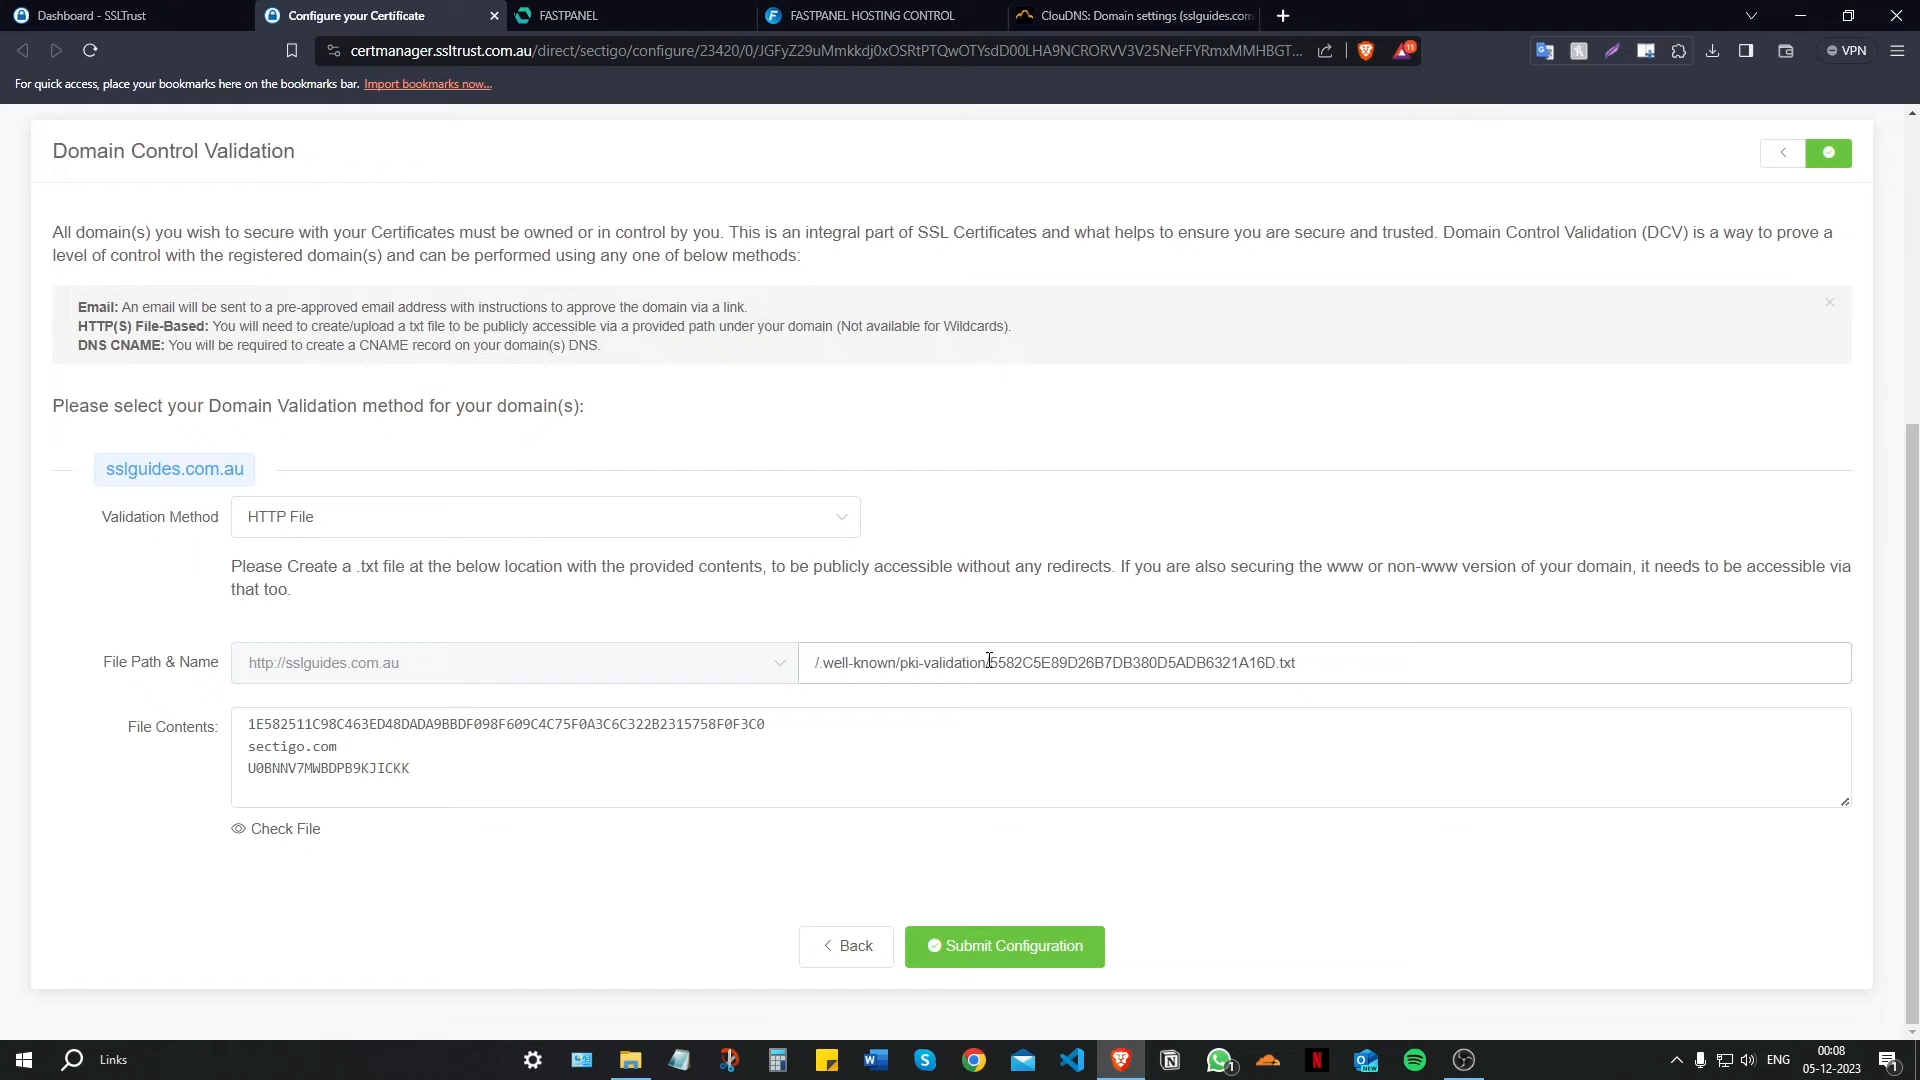 Dashboard - SSLTrust
Configure your Certificate
FASTPANEL
FASTPANEL HOSTING CONTROL
ClouDNS: Domain settings (sslguides.com
certmanager.ssltrust.com.au/direct/sectigo/configure/23420/0/JGFyZ29uMmkkdj0xOSRtPTQwOTYsdD00LHA9NCRORVV3V25NeFFYRmxMMHBGT...
11
VPN
For quick access, place your bookmarks here on the bookmarks bar. Import bookmarks now...
Domain Control Validation
All domain(s) you wish to secure with your Certificates must be owned or in control by you. This is an integral part of SSL Certificates and what helps to ensure you are secure and trusted. Domain Control Validation (DCV) is a way to prove a
level of control with the registered domain(s) and can be performed using any one of below methods:
Email: An email will be sent to a pre-approved email address with instructions to approve the domain via a link.
HTTP(S) File-Based: You will need to create/upload a txt file to be publicly accessible via a provided path under your domain (Not available for Wildcards).
DNS CNAME: You will be required to create a CNAME record on your domain(s) DNS.
Please select your Domain Validation method for your domain(s):
sslguides.com.au
Validation Method
HTTP File
Please Create a .txt file at the below location with the provided contents, to be publicly accessible without any redirects. If you are also securing the www or non-www version of your domain, it needs to be accessible via
that too.
File Path & Name
http://sslguides.com.au
/.well-known/pki-validation/5582C5E89D26B7DB380D5ADB6321A16D.txt
File Contents:
1E582511C98C463ED48DADA9BBDF098F609C4C75F0A3C6C322B2315758F0F3C0
sectigo.com
U0BNNV7MWBDPB9KJICKK
Check File
Back
Submit Configuration
Links
ENG
00:08
05-12-2023